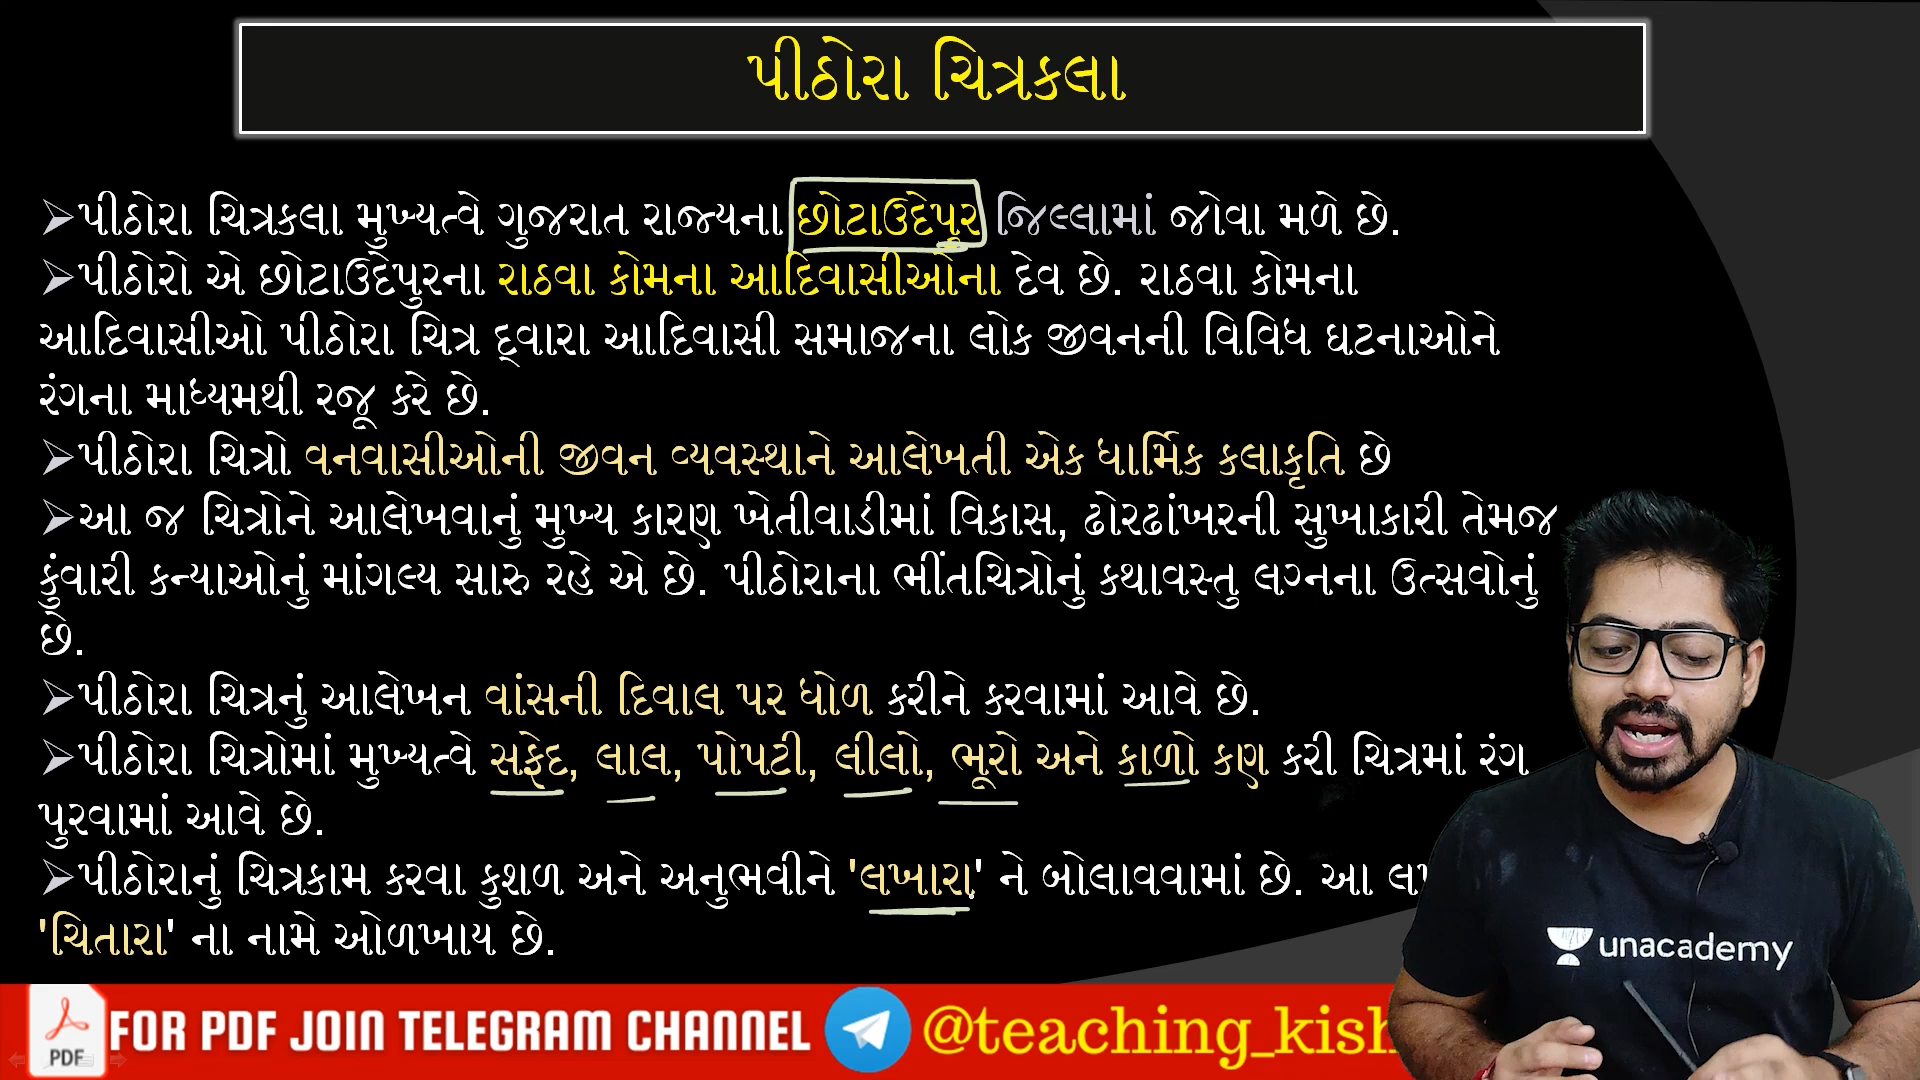 પીઠોરા ચિત્રકલા
➢પીઠોરા ચિત્રકલા મુખ્યત્વે ગુજરાત રાજ્યના છોટાઉદેપુર જિલ્લામાં જોવા મળે છે.
➢પીઠોરો એ છોટાઉદેપુરના રાઠવા કોમના આદિવાસીઓના દેવ છે. રાઠવા કોમના
આદિવાસીઓ પીઠોરા ચિત્ર દ્વારા આદિવાસી સમાજના લોક જીવનની વિવિધ ઘટનાઓને
રંગના માધ્યમથી રજૂ કરે છે.
➢પીઠોરા ચિત્રો વનવાસીઓની જીવન વ્યવસ્થાને આલેખતી એક ધાર્મિક કલાકૃતિ છે
➢આ જ ચિત્રોને આલેખવાનું મુખ્ય કારણ ખેતીવાડીમાં વિકાસ, ઢોરઢાંખરની સુખાકારી તેમજ
કુંવારી કન્યાઓનું માંગલ્ય સારુ રહે એ છે. પીઠોરાના ભીંતચિત્રોનું કથાવસ્તુ લગ્નના ઉત્સવોનું
છે.
➢પીઠોરા ચિત્રનું આલેખન વાંસની દિવાલ પર ધોળ કરીને કરવામાં આવે છે.
➢પીઠોરા ચિત્રોમાં મુખ્યત્વે સફેદ, લાલ, પોપટી, લીલો, ભૂરો અને કાળો કણ કરી ચિત્રમાં રંગ
પુરવામાં આવે છે.
➢પીઠોરાનું ચિત્રકામ કરવા કુશળ અને અનુભવીને 'લખારા' ને બોલાવવામાં છે. આ
'ચિતારા' ના નામે ઓળખાય છે.
unacademy
PDF FOR PDF JOIN TELEGRAM CHANNEL @teaching_kish